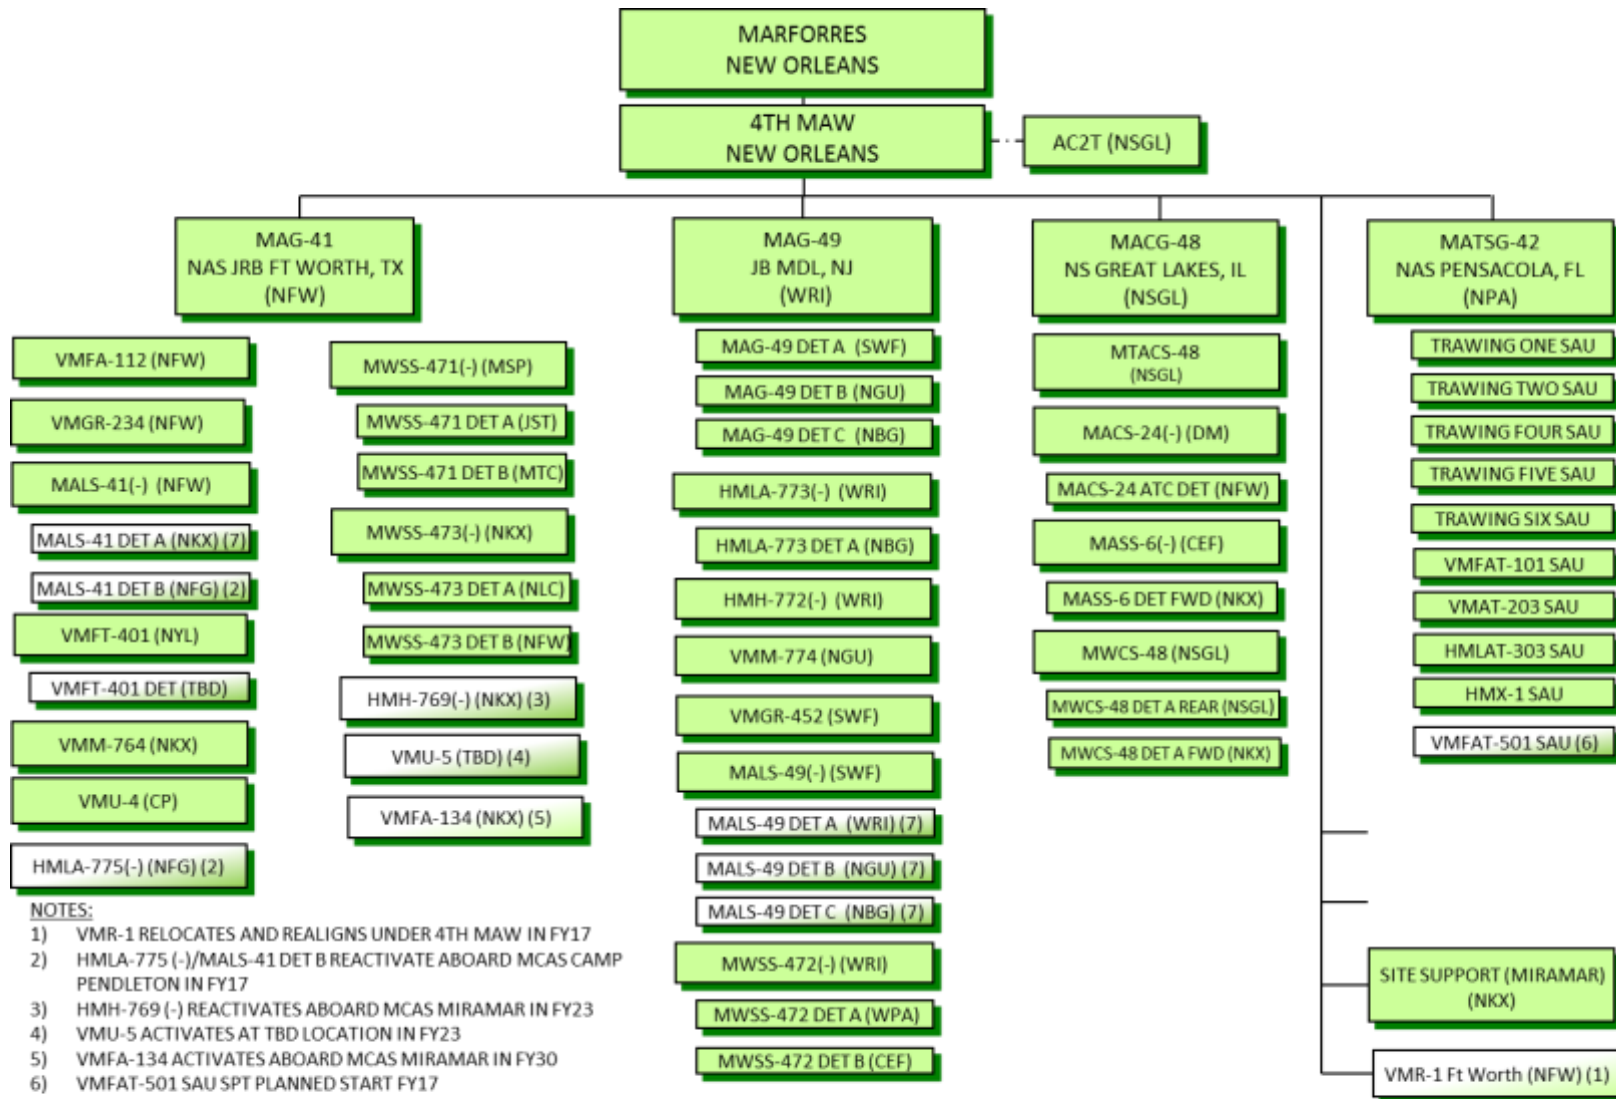 MARFORRES
NEW ORLEANS
4TH MAW
NEW ORLEANS
AC2T (NSGL)
MAG-41
NAS JRB FT WORTH, TX
(NFW)
MAG-49
JB MDL, NJ
(WRI)
MACG-48
NS GREAT LAKES, IL
(NSGL)
MATSG-42
NAS PENSACOLA, FL
(NPA)
VMFA-112 (NFW)
VMGR-234 (NFW)
MALS-41(-) (NFW)
MALS-41 DET A (NKX) (7)
MALS-41 DET B (NFG) (2)
VMFT-401 (NYL)
VMFT-401 DET (TBD)
VMM-764 (NKX)
VMU-4 (CP)
HMLA-775(-) (NFG) (2)
MWSS-471(-) (MSP)
MWSS-471 DET A (JST)
MWSS-471 DET B (MTC)
MWSS-473(-) (NKX)
MWSS-473 DET A (NLC)
MWSS-473 DET B (NFW)
HMH-769(-) (NKX) (3)
VMU-5 (TBD) (4)
VMFA-134 (NKX) (5)
MAG-49 DET A (SWF)
MAG-49 DET B (NGU)
MAG-49 DET C (NBG)
HMLA-773(-) (WRI)
HMLA-773 DET A (NBG)
HMH-772(-) (WRI)
VMM-774 (NGU)
VMGR-452 (SWF)
MALS-49(-) (SWF)
MALS-49 DET A (WRI) (7)
MALS-49 DET B (NGU) (7)
MALS-49 DET C (NBG) (7)
MWSS-472(-) (WRI)
MWSS-472 DET A (WPA)
MWSS-472 DET B (CEF)
MTACS-48
(NSGL)
MACS-24(-) (DM)
MACS-24 ATC DET (NFW)
MASS-6(-) (CEF)
MASS-6 DET FWD (NKX)
MWCS-48 (NSGL)
MWCS-48 DET A REAR (NSGL)
MWCS-48 DET A FWD (NKX)
TRAWING ONE SAU
TRAWING TWO SAU
TRAWING FOUR SAU
TRAWING FIVE SAU
TRAWING SIX SAU
VMFAT-101 SAU
VMAT-203 SAU
HMLAT-303 SAU
HMX-1 SAU
VMFAT-501 SAU (6)
SITE SUPPORT (MIRAMAR)
(NKX)
VMR-1 Ft Worth (NFW) (1)
NOTES:
1) VMR-1 RELOCATES AND REALIGNS UNDER 4TH MAW IN FY17
2) HMLA-775 (-)/MALS-41 DET B REACTIVATE ABOARD MCAS CAMP
PENDLETON IN FY17
3) HMH-769 (-) REACTIVATES ABOARD MCAS MIRAMAR IN FY23
4) VMU-5 ACTIVATES AT TBD LOCATION IN FY23
5) VMFA-134 ACTIVATES ABOARD MCAS MIRAMAR IN FY30
6) VMFAT-501 SAU SPT PLANNED START FY17